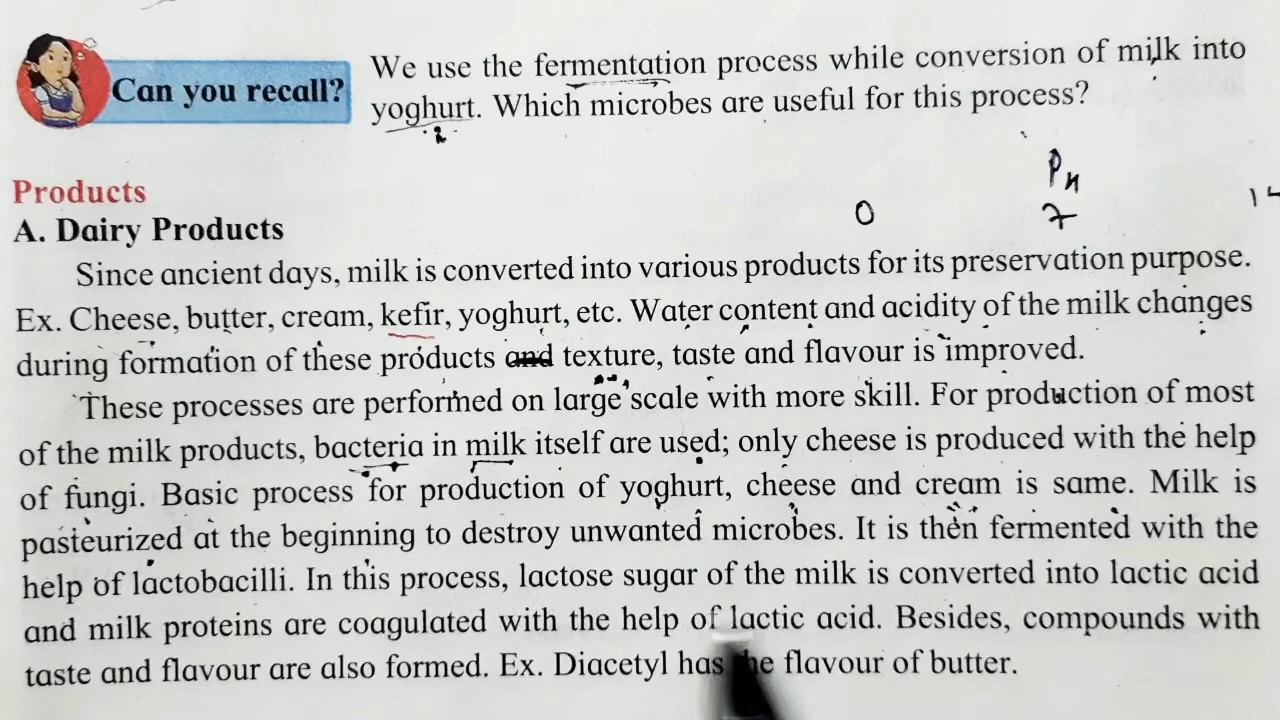 Can you recall?
We use the fermentation process while conversion of milk into
yoghurt. Which microbes are useful for this process?
Products
A. Dairy Products
0
PH
7
14
Since ancient days, milk is converted into various products for its preservation purpose.
Ex. Cheese, butter, cream, kefir, yoghurt, etc. Water content and acidity of the milk changes
during formation of these products and texture, taste and flavour is improved.
These processes are performed on large scale with more skill. For production of most
of the milk products, bacteria in milk itself are used; only cheese is produced with the help
of fungi. Basic process for production of yoghurt, cheese and cream is same. Milk is
pasteurized at the beginning to destroy unwanted microbes. It is then fermented with the
help of lactobacilli. In this process, lactose sugar of the milk is converted into lactic acid
and milk proteins are coagulated with the help of lactic acid. Besides, compounds with
taste and flavour are also formed. Ex. Diacetyl has the flavour of butter.